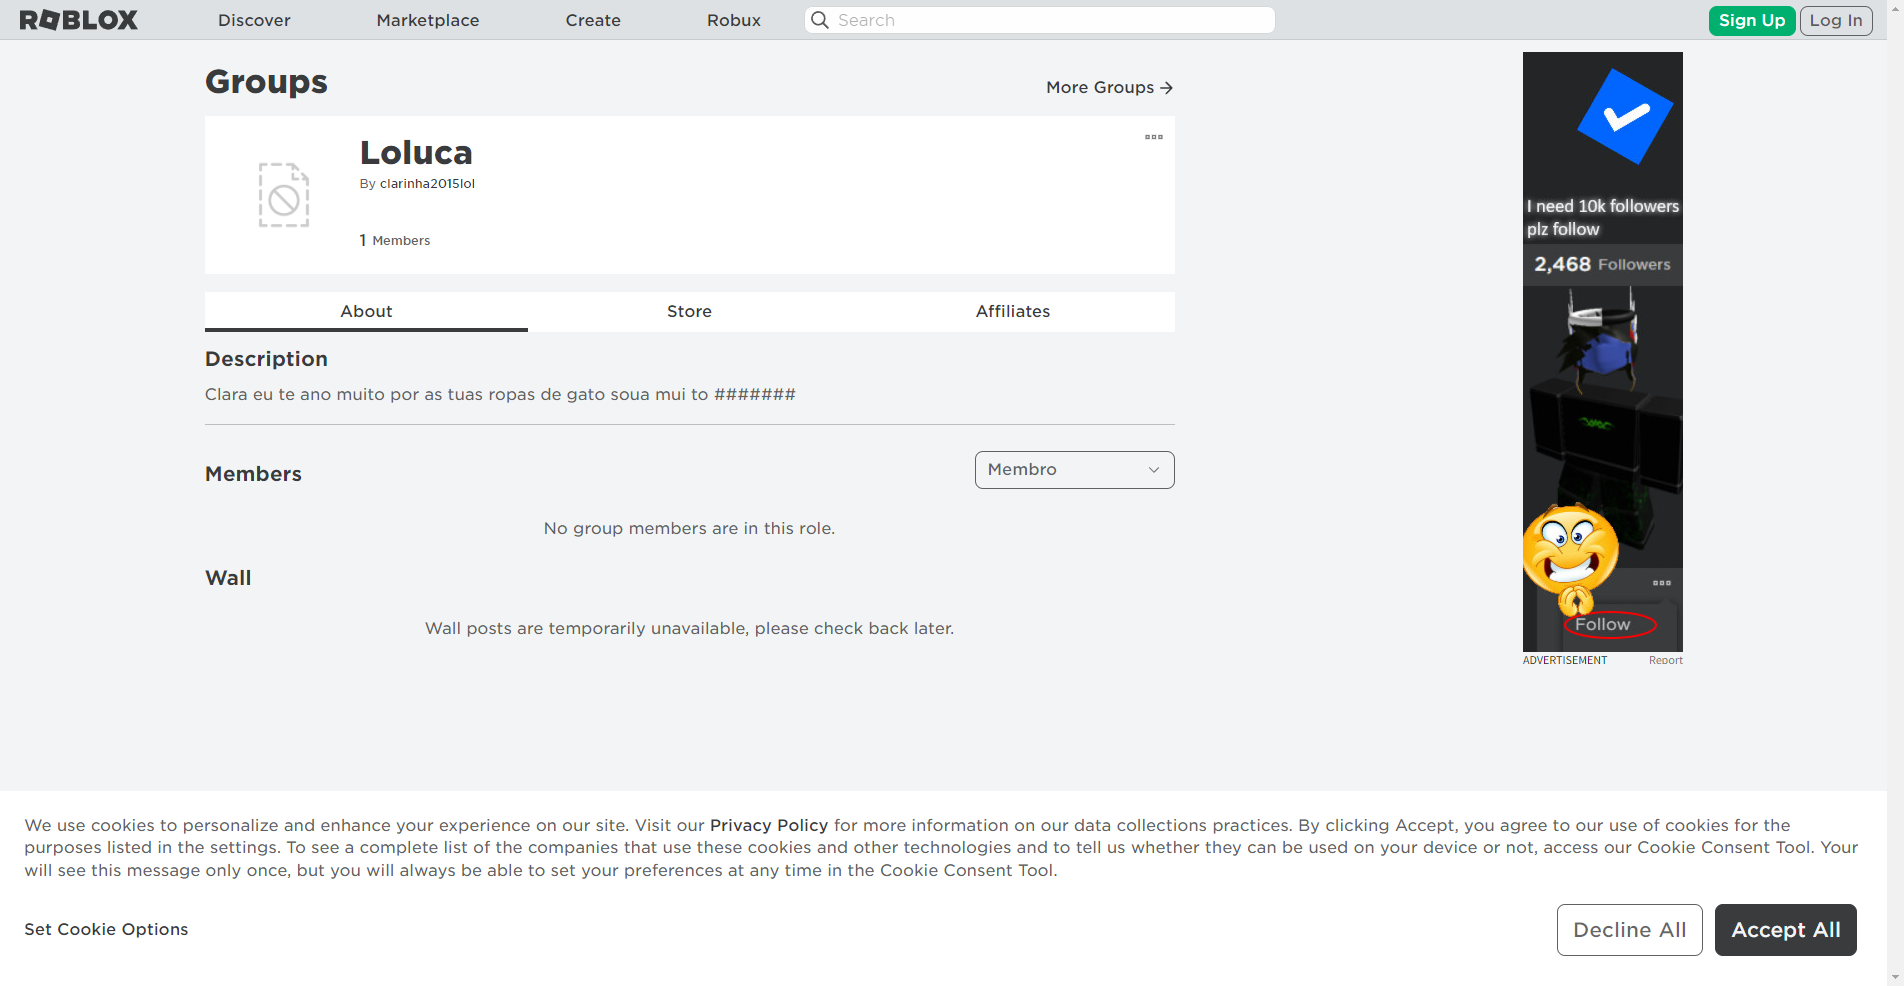 ROBLOX
Discover
Marketplace
Create
Robux
Search
Sign Up
Log In
Groups
More Groups
Loluca
By clarinha2015lol
1 Members
About
Store
Affiliates
Description
Clara eu te ano muito por as tuas ropas de gato soua mui to #######
Members
Membro
No group members are in this role.
Wall
Wall posts are temporarily unavailable, please check back later.
I need 10k followers
plz follow
2,468 Followers
Follow
ADVERTISEMENT
Report
We use cookies to personalize and enhance your experience on our site. Visit our Privacy Policy for more information on our data collections practices. By clicking Accept, you agree to our use of cookies for the
purposes listed in the settings. To see a complete list of the companies that use these cookies and other technologies and to tell us whether they can be used on your device or not, access our Cookie Consent Tool. Your
will see this message only once, but you will always be able to set your preferences at any time in the Cookie Consent Tool.
Set Cookie Options
Decline All
Accept All